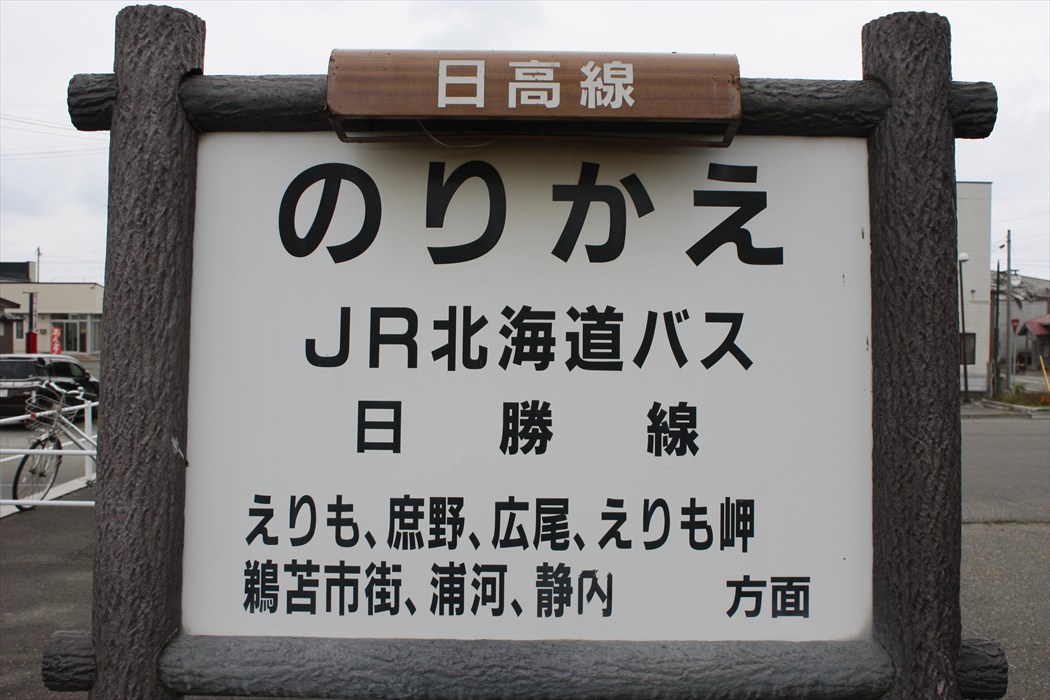 日高線
のりかえ
JR北海道バス
日勝線
えりも、庶野、広尾、えりも岬
鵜苫市街、浦河、静内 方面